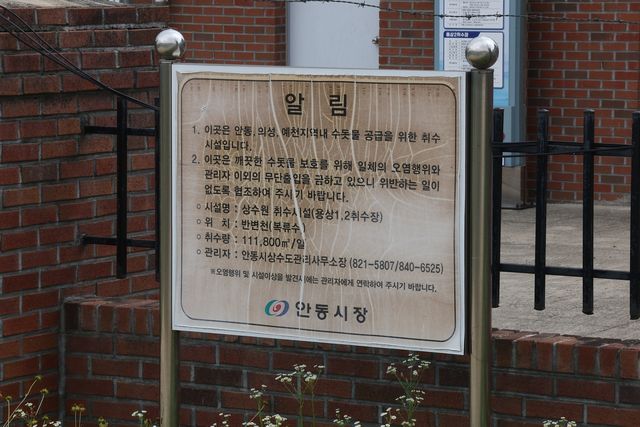 알 림
1. 이곳은 안동, 의성, 예천지역내 수돗물 공급을 위한 취수
시설입니다.
2. 이곳은 깨끗한 수돗물 보호를 위해 일체의 오염행위와
관리자 이외의 무단출입을 금하고 있으니 위반하는 일이
없도록 협조하여 주시기 바랍니다.
○ 시설명 : 상수원 취수시설(용상1,2취수장)
○ 위 치 : 반변천(복류수
○ 취수량 : 111,800㎥/일
○ 관리자 : 안동시상수도관리사무소장 (821-5807/840-6525)
※오염행위 및 시설이상을 발견시에는 관리자에게 연락하여 주시기 바랍니다.
안동시장
용상2취수장